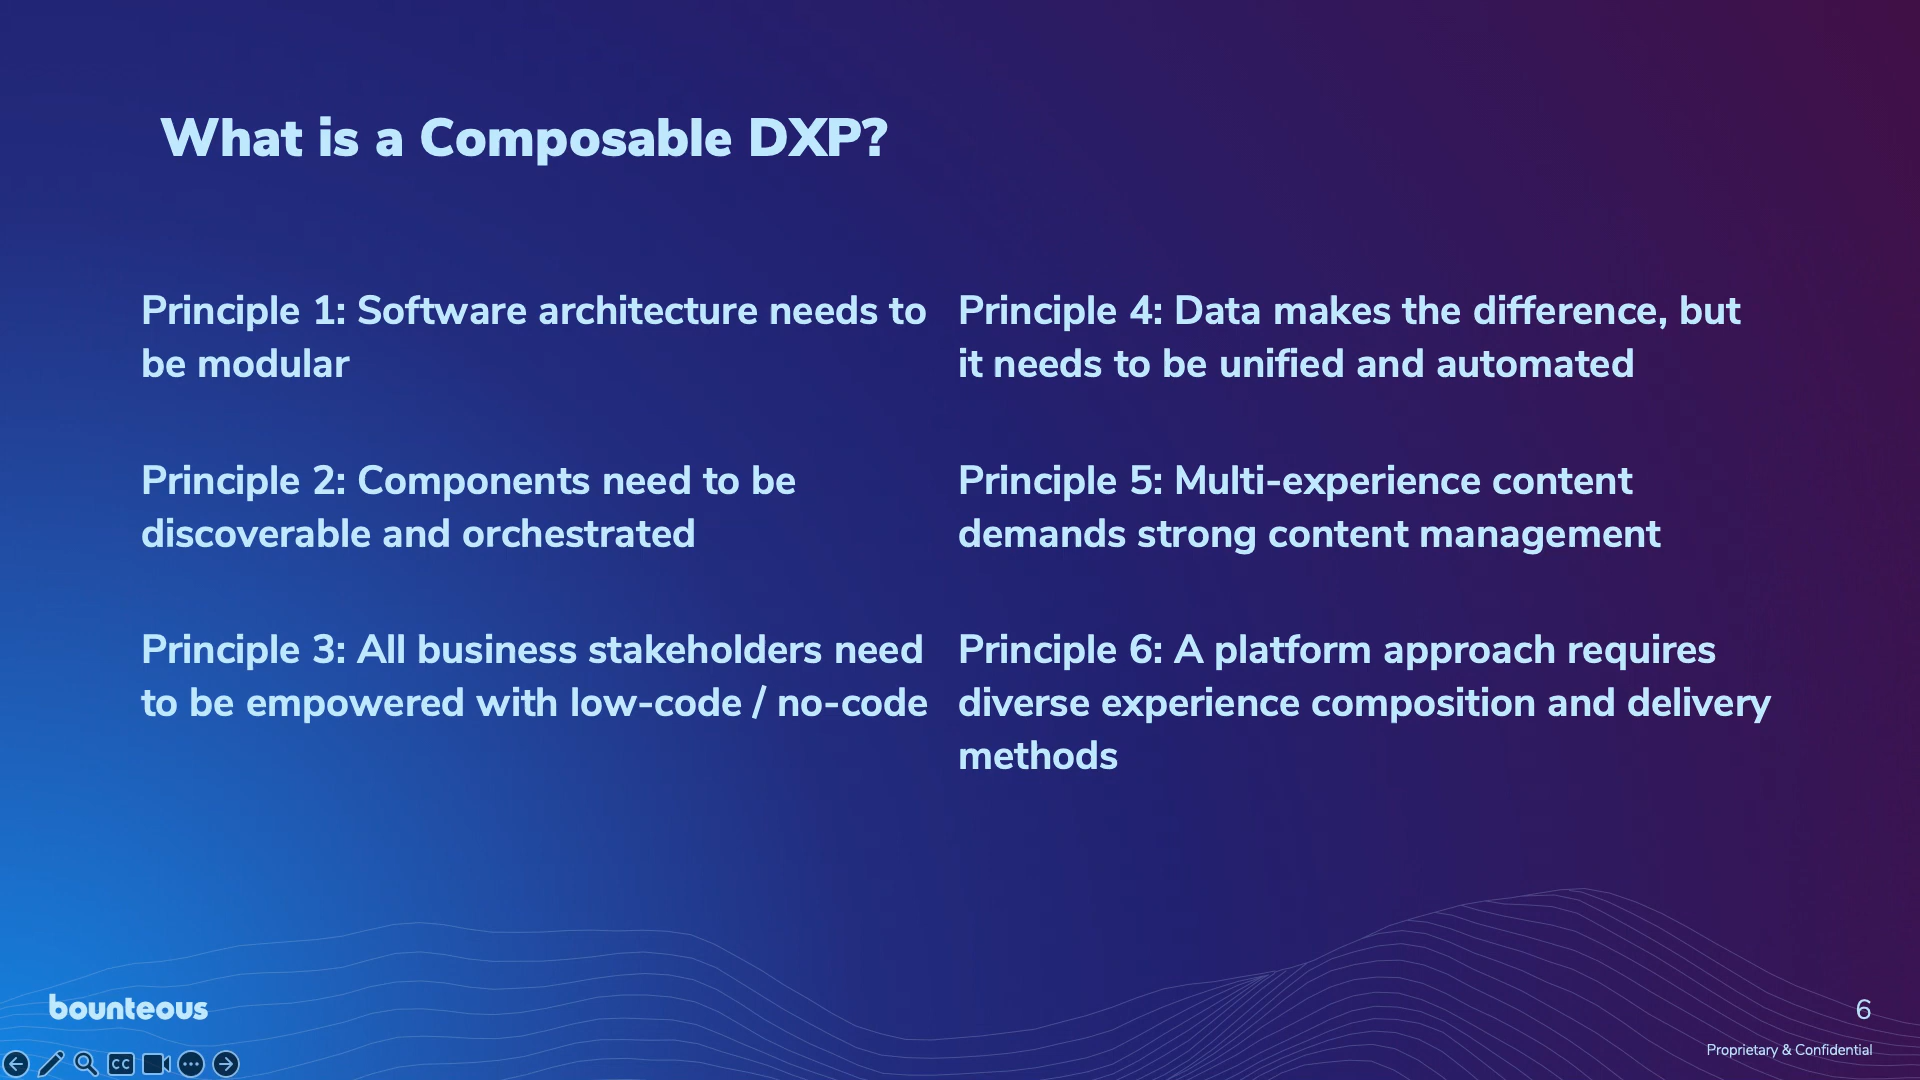 What is a Composable DXP?
Principle 1: Software architecture needs to
be modular
Principle 2: Components need to be
discoverable and orchestrated
Principle 3: All business stakeholders need
to be empowered with low-code / no-code
Principle 4: Data makes the difference, but
it needs to be unified and automated
Principle 5: Multi-experience content
demands strong content management
Principle 6: A platform approach requires
diverse experience composition and delivery
methods
bounteous
6
Proprietary & Confidential
CC